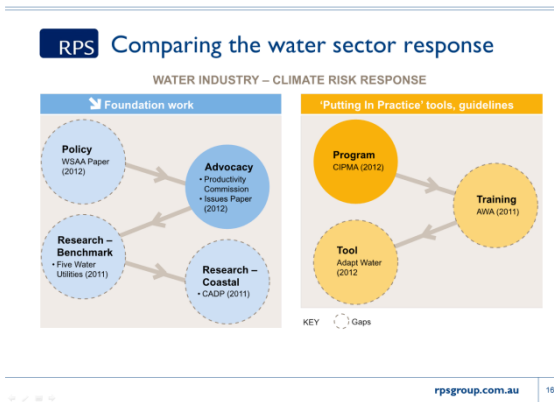 RPS
Comparing the water sector response
WATER INDUSTRY – CLIMATE RISK RESPONSE
Foundation work
Policy
WSAA Paper
(2012)
Advocacy
• Productivity
Commission
• Issues Paper
(2012)
Research –
Benchmark
• Five Water
Utilities (2011)
Research –
Coastal
• CADP (2011)
‘Putting In Practice’ tools, guidelines
Program
CIPMA (2012)
Training
AWA (2011)
Tool
Adapt Water
(2012
KEY
Gaps
rpsgroup.com.au
16